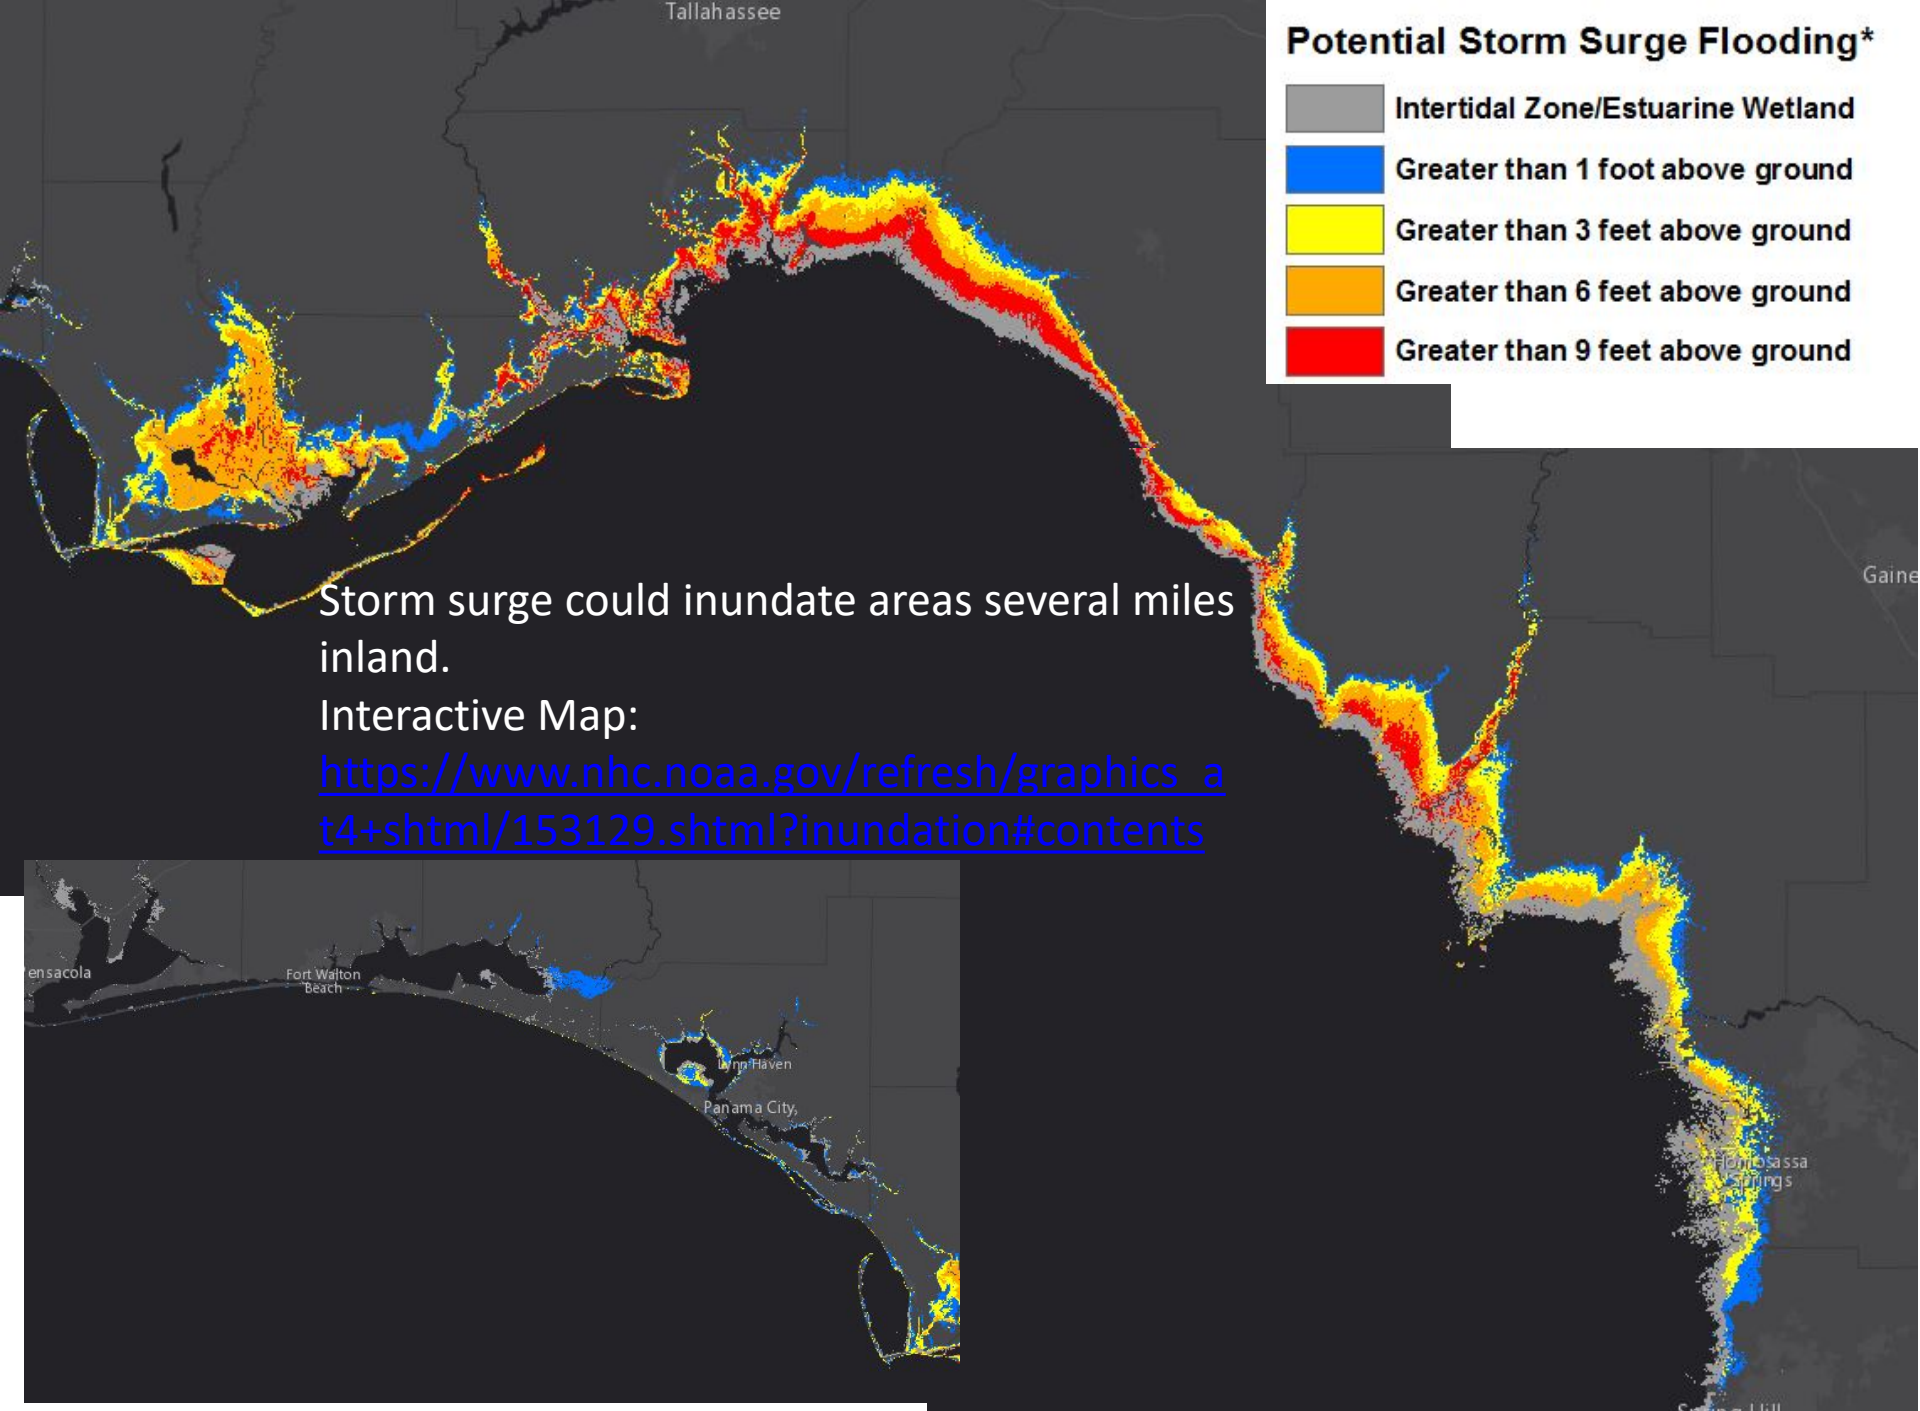 Tallahassee
Potential Storm Surge Flooding*
Intertidal Zone/Estuarine Wetland
Greater than 1 foot above ground
Greater than 3 feet above ground
Greater than 6 feet above ground
Greater than 9 feet above ground
Gaine
Storm surge could inundate areas several miles
inland.
Interactive Map:
https://www.nhc.noaa.gov/refresh/graphics_a
t4+shtml/153129.shtml?inundation#contents
ensacola
Fort Walton
Beach
Lynn Haven
Panama City,
Homosassa
Springs
Spring Hill